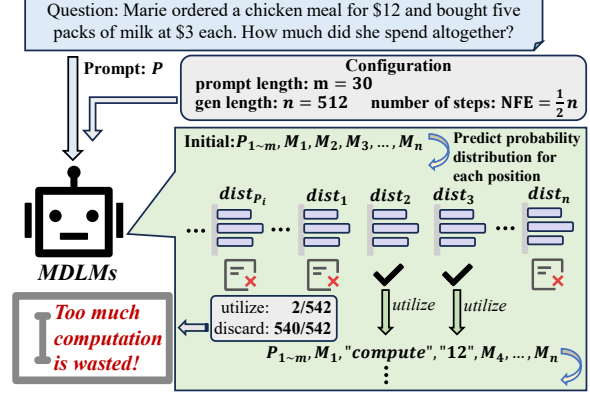 Question: Marie ordered a chicken meal for $12 and bought five
packs of milk at $3 each. How much did she spend altogether?
Prompt: P
Configuration
prompt length: m = 30
gen length: n = 512 number of steps: NFE = 1/2 n
Initial: P₁~ₘ, M₁, M₂, M₃, ..., Mₙ
Predict probability
distribution for
each position
... dist_Pᵢ ... dist₁ dist₂ dist₃ ... distₙ
MDLMs
utilize utilize
utilize: 2/542
discard: 540/542
Too much
computation
is wasted!
P₁~ₘ, M₁, "compute", "12", M₄, ..., Mₙ
⋮